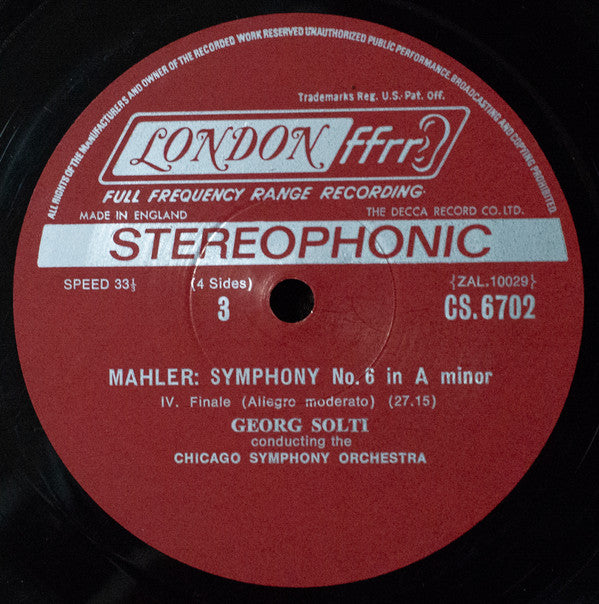 ALL RIGHTS OF THE MANUFACTURERS AND OWNER OF THE RECORDED WORK RESERVED UNAUTHORIZED PUBLIC PERFORMANCE BROADCASTING AND COPYING PROHIBITED.
Trademarks Reg. U.S. Pat. Off.
LONDON ffrr
FULL FREQUENCY RANGE RECORDING
MADE IN ENGLAND THE DECCA RECORD CO. LTD.
STEREOPHONIC
SPEED 33⅓ (4 Sides) {ZAL.10029}
3 CS.6702
MAHLER: SYMPHONY No. 6 in A minor
IV. Finale (Allegro moderato) (27.15)
GEORG SOLTI
conducting the
CHICAGO SYMPHONY ORCHESTRA